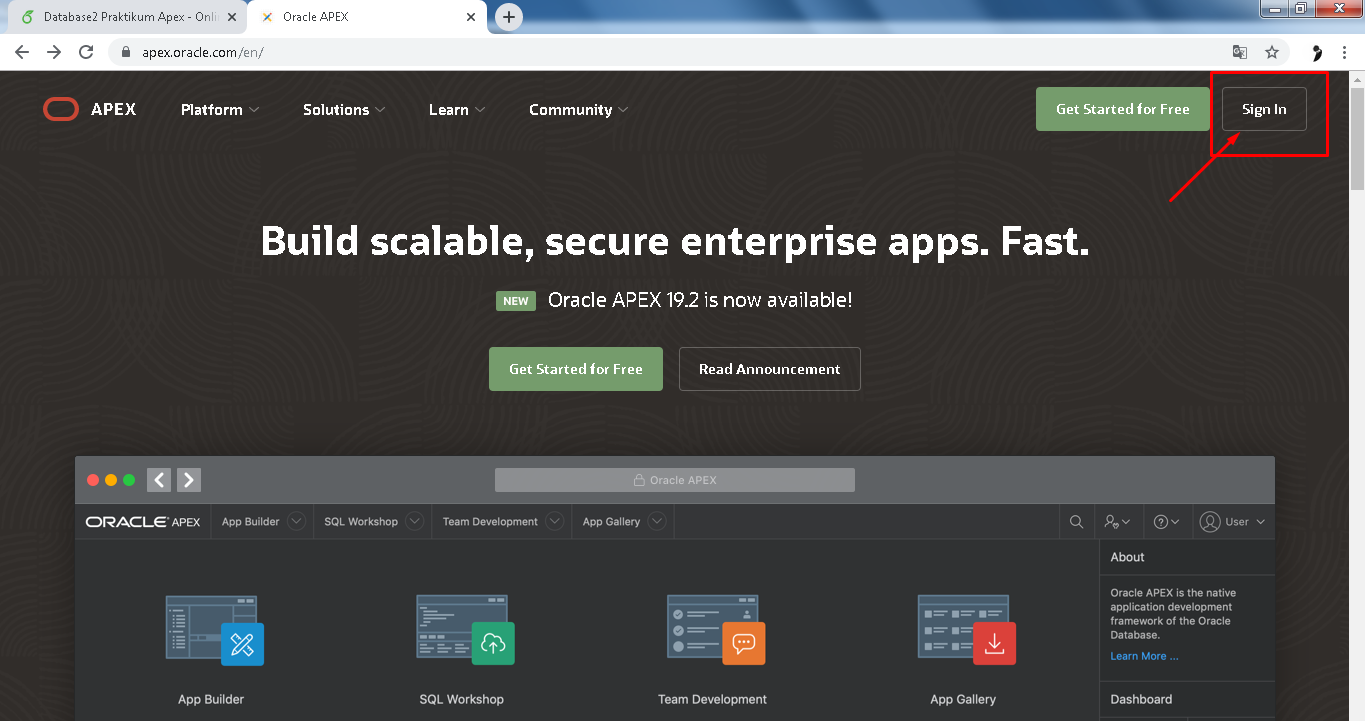 Database2 Praktikum Apex - Onli
Oracle APEX
apex.oracle.com/en/
APEX Platform Solutions Learn Community Get Started for Free Sign In
Build scalable, secure enterprise apps. Fast.
NEW Oracle APEX 19.2 is now available!
Get Started for Free Read Announcement
Oracle APEX
ORACLE APEX App Builder SQL Workshop Team Development App Gallery User
About
Oracle APEX is the native
application development
framework of the Oracle
Database.
Learn More ...
App Builder SQL Workshop Team Development App Gallery Dashboard